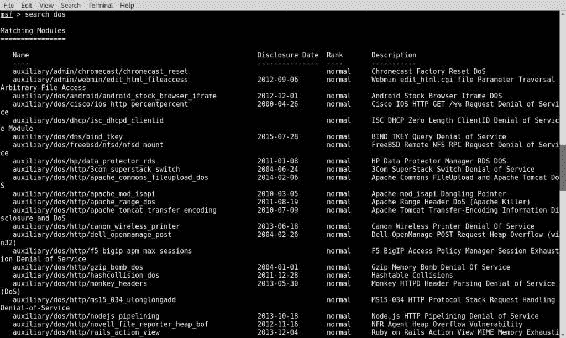 File Edit View Search Terminal Help
msf > search dos
Matching Modules
================
Name Disclosure Date Rank Description
---- --------------- ---- -----------
auxiliary/admin/chromecast/chromecast_reset normal Chromecast Factory Reset DoS
auxiliary/admin/webmin/edit_html_fileaccess 2012-09-06 normal Webmin edit_html.cgi file Parameter Traversal
Arbitrary File Access
auxiliary/dos/android/android_stock_browser_iframe 2012-12-01 normal Android Stock Browser Iframe DOS
auxiliary/dos/cisco/ios_http_percentpercent 2000-04-26 normal Cisco IOS HTTP GET /%% Request Denial of Servi
ce
auxiliary/dos/dhcp/isc_dhcpd_clientid normal ISC DHCP Zero Length ClientID Denial of Servic
e Module
auxiliary/dos/dns/bind_tkey 2015-07-28 normal BIND TKEY Query Denial of Service
auxiliary/dos/freebsd/nfsd/nfsd_mount normal FreeBSD Remote NFS RPC Request Denial of Servi
ce
auxiliary/dos/hp/data_protector_rds 2011-01-08 normal HP Data Protector Manager RDS DOS
auxiliary/dos/http/3com_superstack_switch 2004-06-24 normal 3Com SuperStack Switch Denial of Service
auxiliary/dos/http/apache_commons_fileupload_dos 2014-02-06 normal Apache Commons FileUpload and Apache Tomcat Do
S
auxiliary/dos/http/apache_mod_isapi 2010-03-05 normal Apache mod_isapi Dangling Pointer
auxiliary/dos/http/apache_range_dos 2011-08-19 normal Apache Range Header DoS (Apache Killer)
auxiliary/dos/http/apache_tomcat_transfer_encoding 2010-07-09 normal Apache Tomcat Transfer-Encoding Information Di
sclosure and DoS
auxiliary/dos/http/canon_wireless_printer 2013-06-18 normal Canon Wireless Printer Denial Of Service
auxiliary/dos/http/dell_openmanage_post 2004-02-26 normal Dell OpenManage POST Request Heap Overflow (wi
n32)
auxiliary/dos/http/f5_bigip_apm_max_sessions normal F5 BigIP Access Policy Manager Session Exhaust
ion Denial of Service
auxiliary/dos/http/gzip_bomb_dos 2004-01-01 normal Gzip Memory Bomb Denial Of Service
auxiliary/dos/http/hashcollision_dos 2011-12-28 normal Hashtable Collisions
auxiliary/dos/http/monkey_headers 2013-05-30 normal Monkey HTTPD Header Parsing Denial of Service
(DoS)
auxiliary/dos/http/ms15_034_ulonglongadd normal MS15-034 HTTP Protocol Stack Request Handling
Denial-of-Service
auxiliary/dos/http/nodejs_pipelining 2013-10-18 normal Node.js HTTP Pipelining Denial of Service
auxiliary/dos/http/novell_file_reporter_heap_bof 2012-11-16 normal NFR Agent Heap Overflow Vulnerability
auxiliary/dos/http/rails_action_view 2013-12-04 normal Ruby on Rails Action View MIME Memory Exhausti